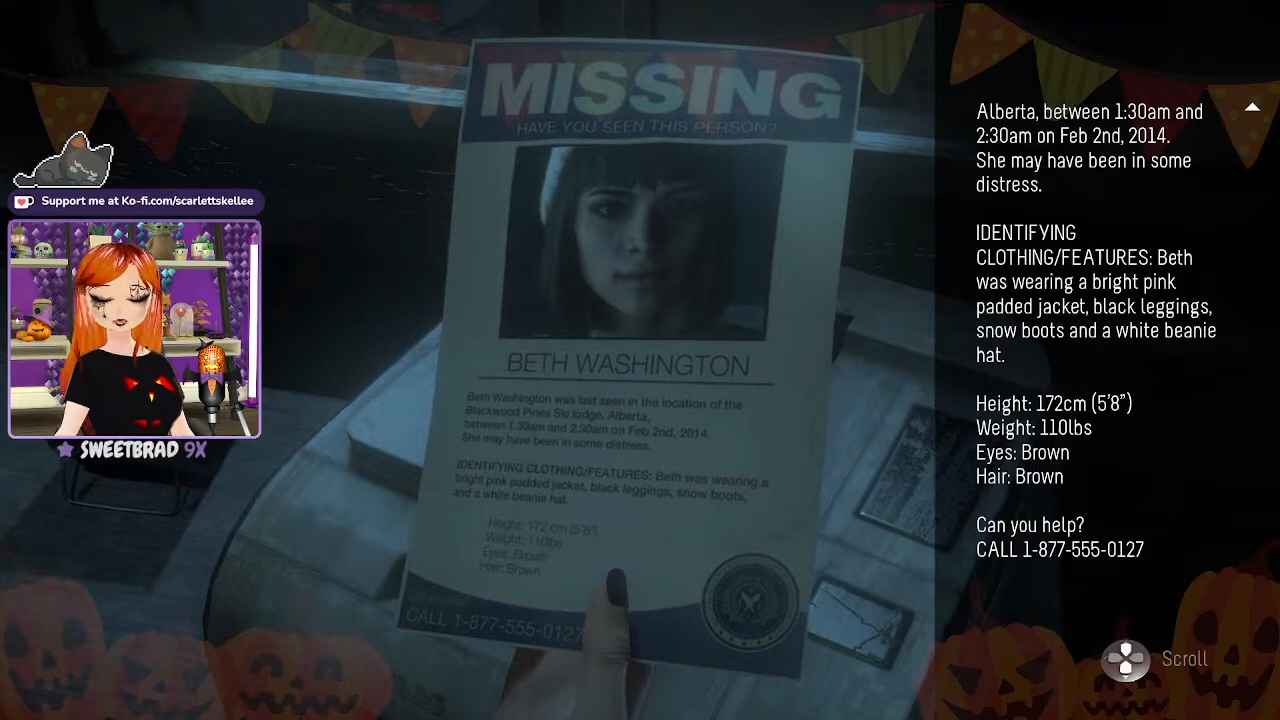 MISSING
HAVE YOU SEEN THIS PERSON?
BETH WASHINGTON
Beth Washington was last seen in the location of the
Blackwood Pines Ski lodge, Alberta,
between 1.30am and 2.30am on Feb 2nd, 2014.
She may have been in some distress.
IDENTIFYING CLOTHING/FEATURES: Beth was wearing a
bright pink padded jacket, black leggings, snow boots,
and a white beanie hat.
Height: 172 cm (5'8")
Weight: 110lbs
Eyes: Brown
Hair: Brown
CALL 1-877-555-0127
Support me at Ko-fi.com/scarlettskellee
SWEETBRAD 9X
Alberta, between 1:30am and
2:30am on Feb 2nd, 2014.
She may have been in some
distress.
IDENTIFYING
CLOTHING/FEATURES: Beth
was wearing a bright pink
padded jacket, black leggings,
snow boots and a white beanie
hat.
Height: 172cm (5'8")
Weight: 110lbs
Eyes: Brown
Hair: Brown
Can you help?
CALL 1-877-555-0127
Scroll